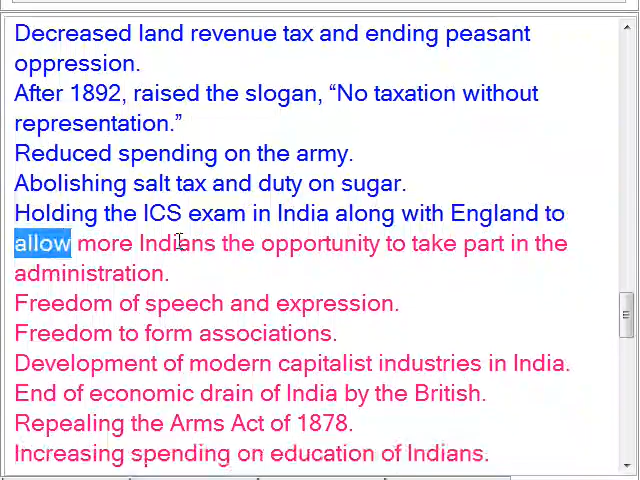 Decreased land revenue tax and ending peasant
oppression.
After 1892, raised the slogan, “No taxation without
representation.”
Reduced spending on the army.
Abolishing salt tax and duty on sugar.
Holding the ICS exam in India along with England to
allow more Indians the opportunity to take part in the
administration.
Freedom of speech and expression.
Freedom to form associations.
Development of modern capitalist industries in India.
End of economic drain of India by the British.
Repealing the Arms Act of 1878.
Increasing spending on education of Indians.